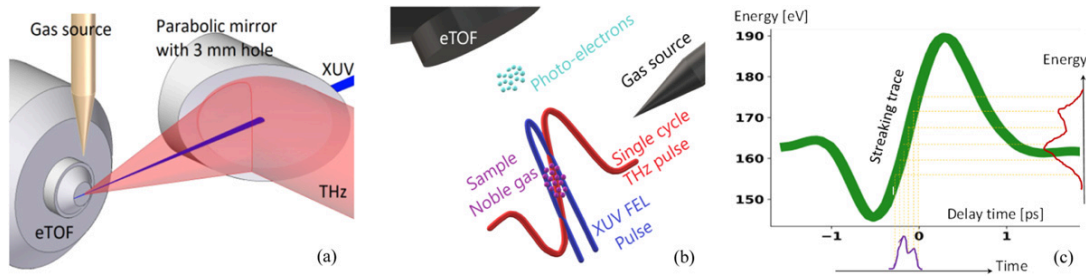 Gas source
Parabolic mirror
with 3 mm hole
XUV
THz
eTOF
(a)
eTOF
Photo-electrons
Gas source
Sample
Noble gas
Single cycle
THz pulse
XUV FEL
Pulse
(b)
Energy [eV]
190
180
170
160
150
Streaking trace
Energy
Delay time [ps]
−1
0
1
Time
(c)